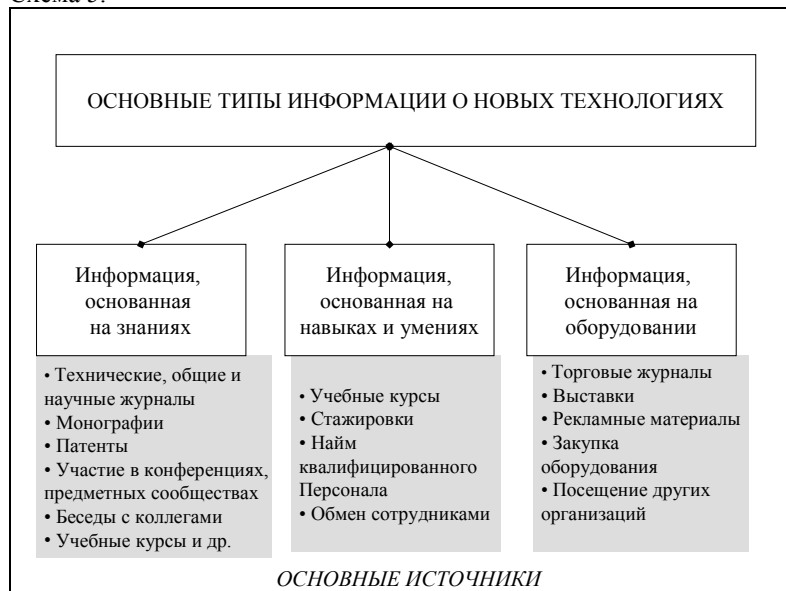 ОСНОВНЫЕ ТИПЫ ИНФОРМАЦИИ О НОВЫХ ТЕХНОЛОГИЯХ
Информация,
основанная
на знаниях
• Технические, общие и
научные журналы
• Монографии
• Патенты
• Участие в конференциях,
предметных сообществах
• Беседы с коллегами
• Учебные курсы и др.
Информация,
основанная на
навыках и умениях
• Учебные курсы
• Стажировки
• Найм
квалифицированного
Персонала
• Обмен сотрудниками
Информация,
основанная на
оборудовании
• Торговые журналы
• Выставки
• Рекламные материалы
• Закупка
оборудования
• Посещение других
организаций
ОСНОВНЫЕ ИСТОЧНИКИ